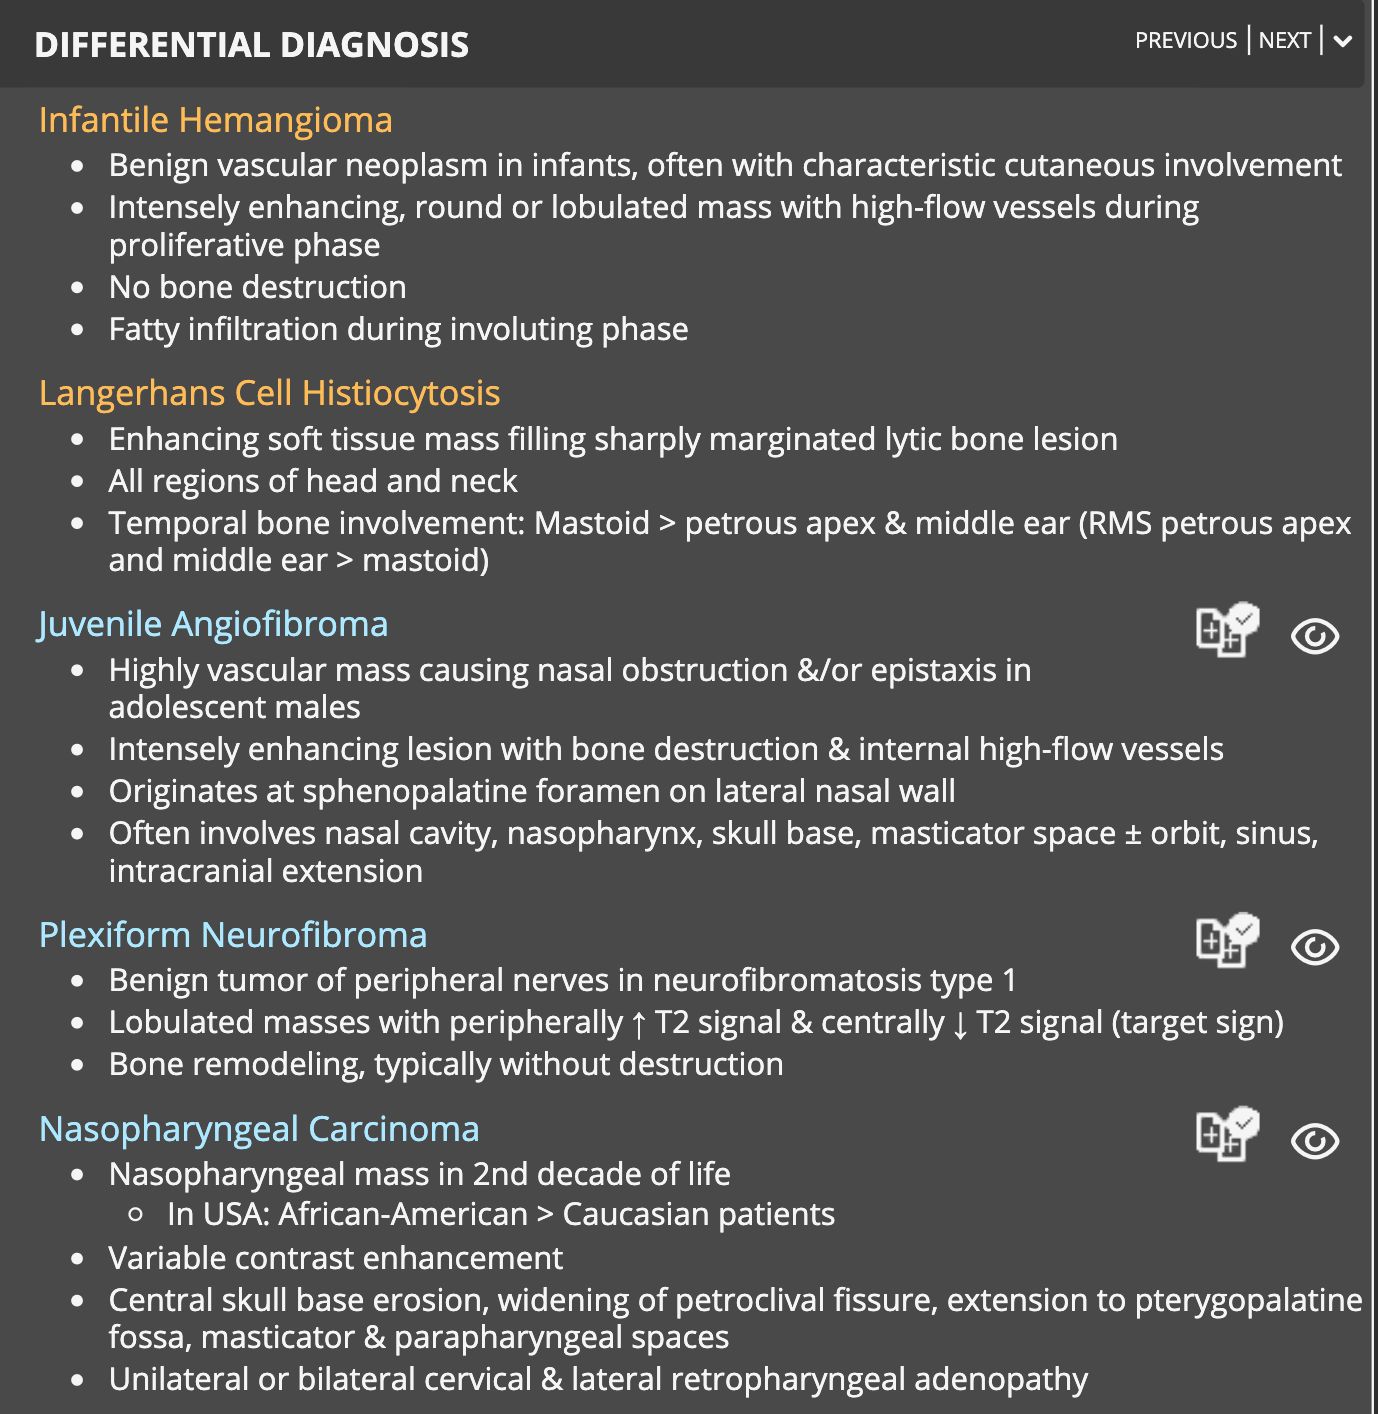 DIFFERENTIAL DIAGNOSIS
PREVIOUS | NEXT |
Infantile Hemangioma
• Benign vascular neoplasm in infants, often with characteristic cutaneous involvement
• Intensely enhancing, round or lobulated mass with high-flow vessels during
proliferative phase
• No bone destruction
• Fatty infiltration during involuting phase
Langerhans Cell Histiocytosis
• Enhancing soft tissue mass filling sharply marginated lytic bone lesion
• All regions of head and neck
• Temporal bone involvement: Mastoid > petrous apex & middle ear (RMS petrous apex
and middle ear > mastoid)
Juvenile Angiofibroma
• Highly vascular mass causing nasal obstruction &/or epistaxis in
adolescent males
• Intensely enhancing lesion with bone destruction & internal high-flow vessels
• Originates at sphenopalatine foramen on lateral nasal wall
• Often involves nasal cavity, nasopharynx, skull base, masticator space ± orbit, sinus,
intracranial extension
Plexiform Neurofibroma
• Benign tumor of peripheral nerves in neurofibromatosis type 1
• Lobulated masses with peripherally ↑ T2 signal & centrally ↓ T2 signal (target sign)
• Bone remodeling, typically without destruction
Nasopharyngeal Carcinoma
• Nasopharyngeal mass in 2nd decade of life
○ In USA: African-American > Caucasian patients
• Variable contrast enhancement
• Central skull base erosion, widening of petroclival fissure, extension to pterygopalatine
fossa, masticator & parapharyngeal spaces
• Unilateral or bilateral cervical & lateral retropharyngeal adenopathy